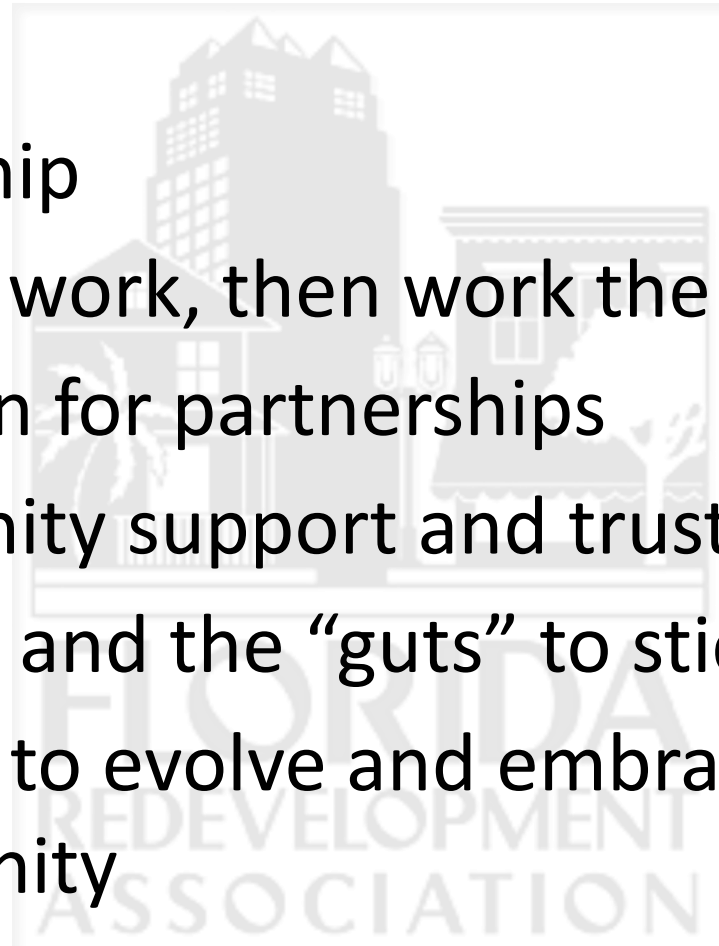 hip
work, then work the
n for partnerships
nity support and trust
and the “guts” to stic
to evolve and embra
nity
FLORIDA
REDEVELOPMENT
ASSOCIATION